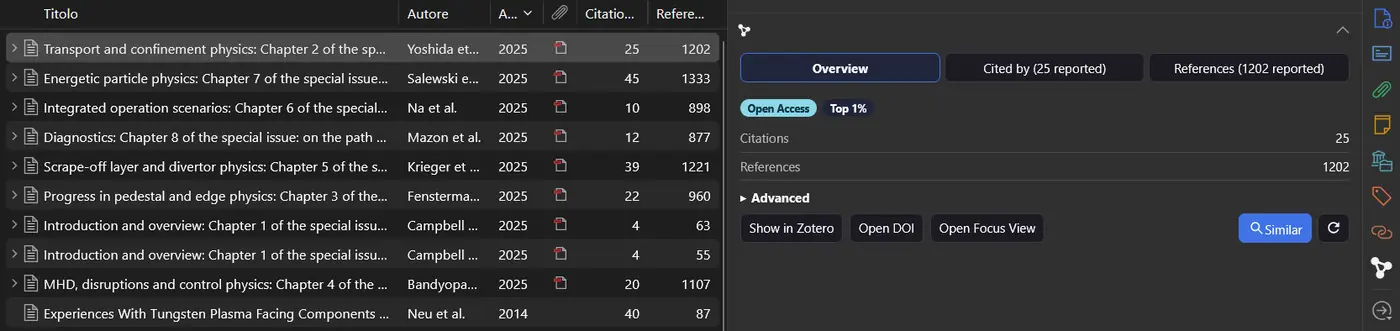 Titolo Autore A... Citatio... Refere...
Transport and confinement physics: Chapter 2 of the sp... Yoshida et... 2025 25 1202
Energetic particle physics: Chapter 7 of the special issue... Salewski e... 2025 45 1333
Integrated operation scenarios: Chapter 6 of the special... Na et al. 2025 10 898
Diagnostics: Chapter 8 of the special issue: on the path ... Mazon et al. 2025 12 877
Scrape-off layer and divertor physics: Chapter 5 of the s... Krieger et ... 2025 39 1221
Progress in pedestal and edge physics: Chapter 3 of the... Fensterma... 2025 22 960
Introduction and overview: Chapter 1 of the special issu... Campbell ... 2025 4 63
Introduction and overview: Chapter 1 of the special issu... Campbell ... 2025 4 55
MHD, disruptions and control physics: Chapter 4 of the ... Bandyopa... 2025 20 1107
Experiences With Tungsten Plasma Facing Components ... Neu et al. 2014 40 87
Overview Cited by (25 reported) References (1202 reported)
Open Access Top 1%
Citations 25
References 1202
Advanced
Show in Zotero Open DOI Open Focus View Similar